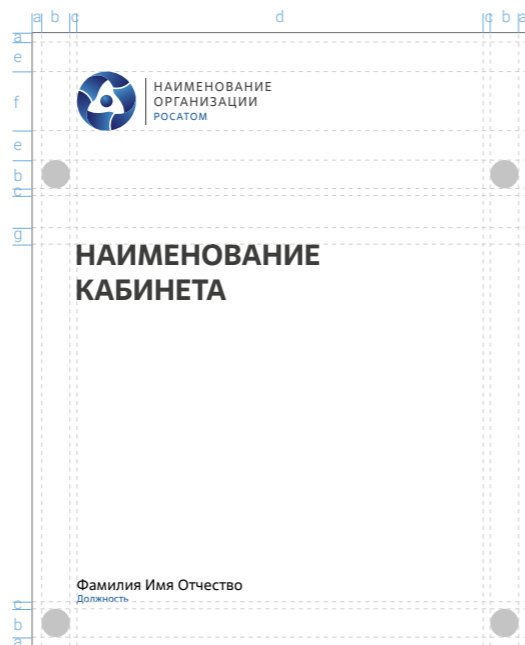 a b c d c b a
a
e
f
НАИМЕНОВАНИЕ
ОРГАНИЗАЦИИ
РОСАТОМ
e
b
c
g
НАИМЕНОВАНИЕ
КАБИНЕТА
Фамилия Имя Отчество
Должность
c
b
a